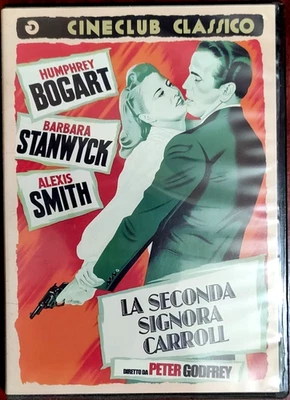 CINECLUB CLASSICO
HUMPHREY
BOGART
BARBARA
STANWYCK
ALEXIS
SMITH
LA SECONDA
SIGNORA
CARROLL
DIRETTO DA PETER GODFREY